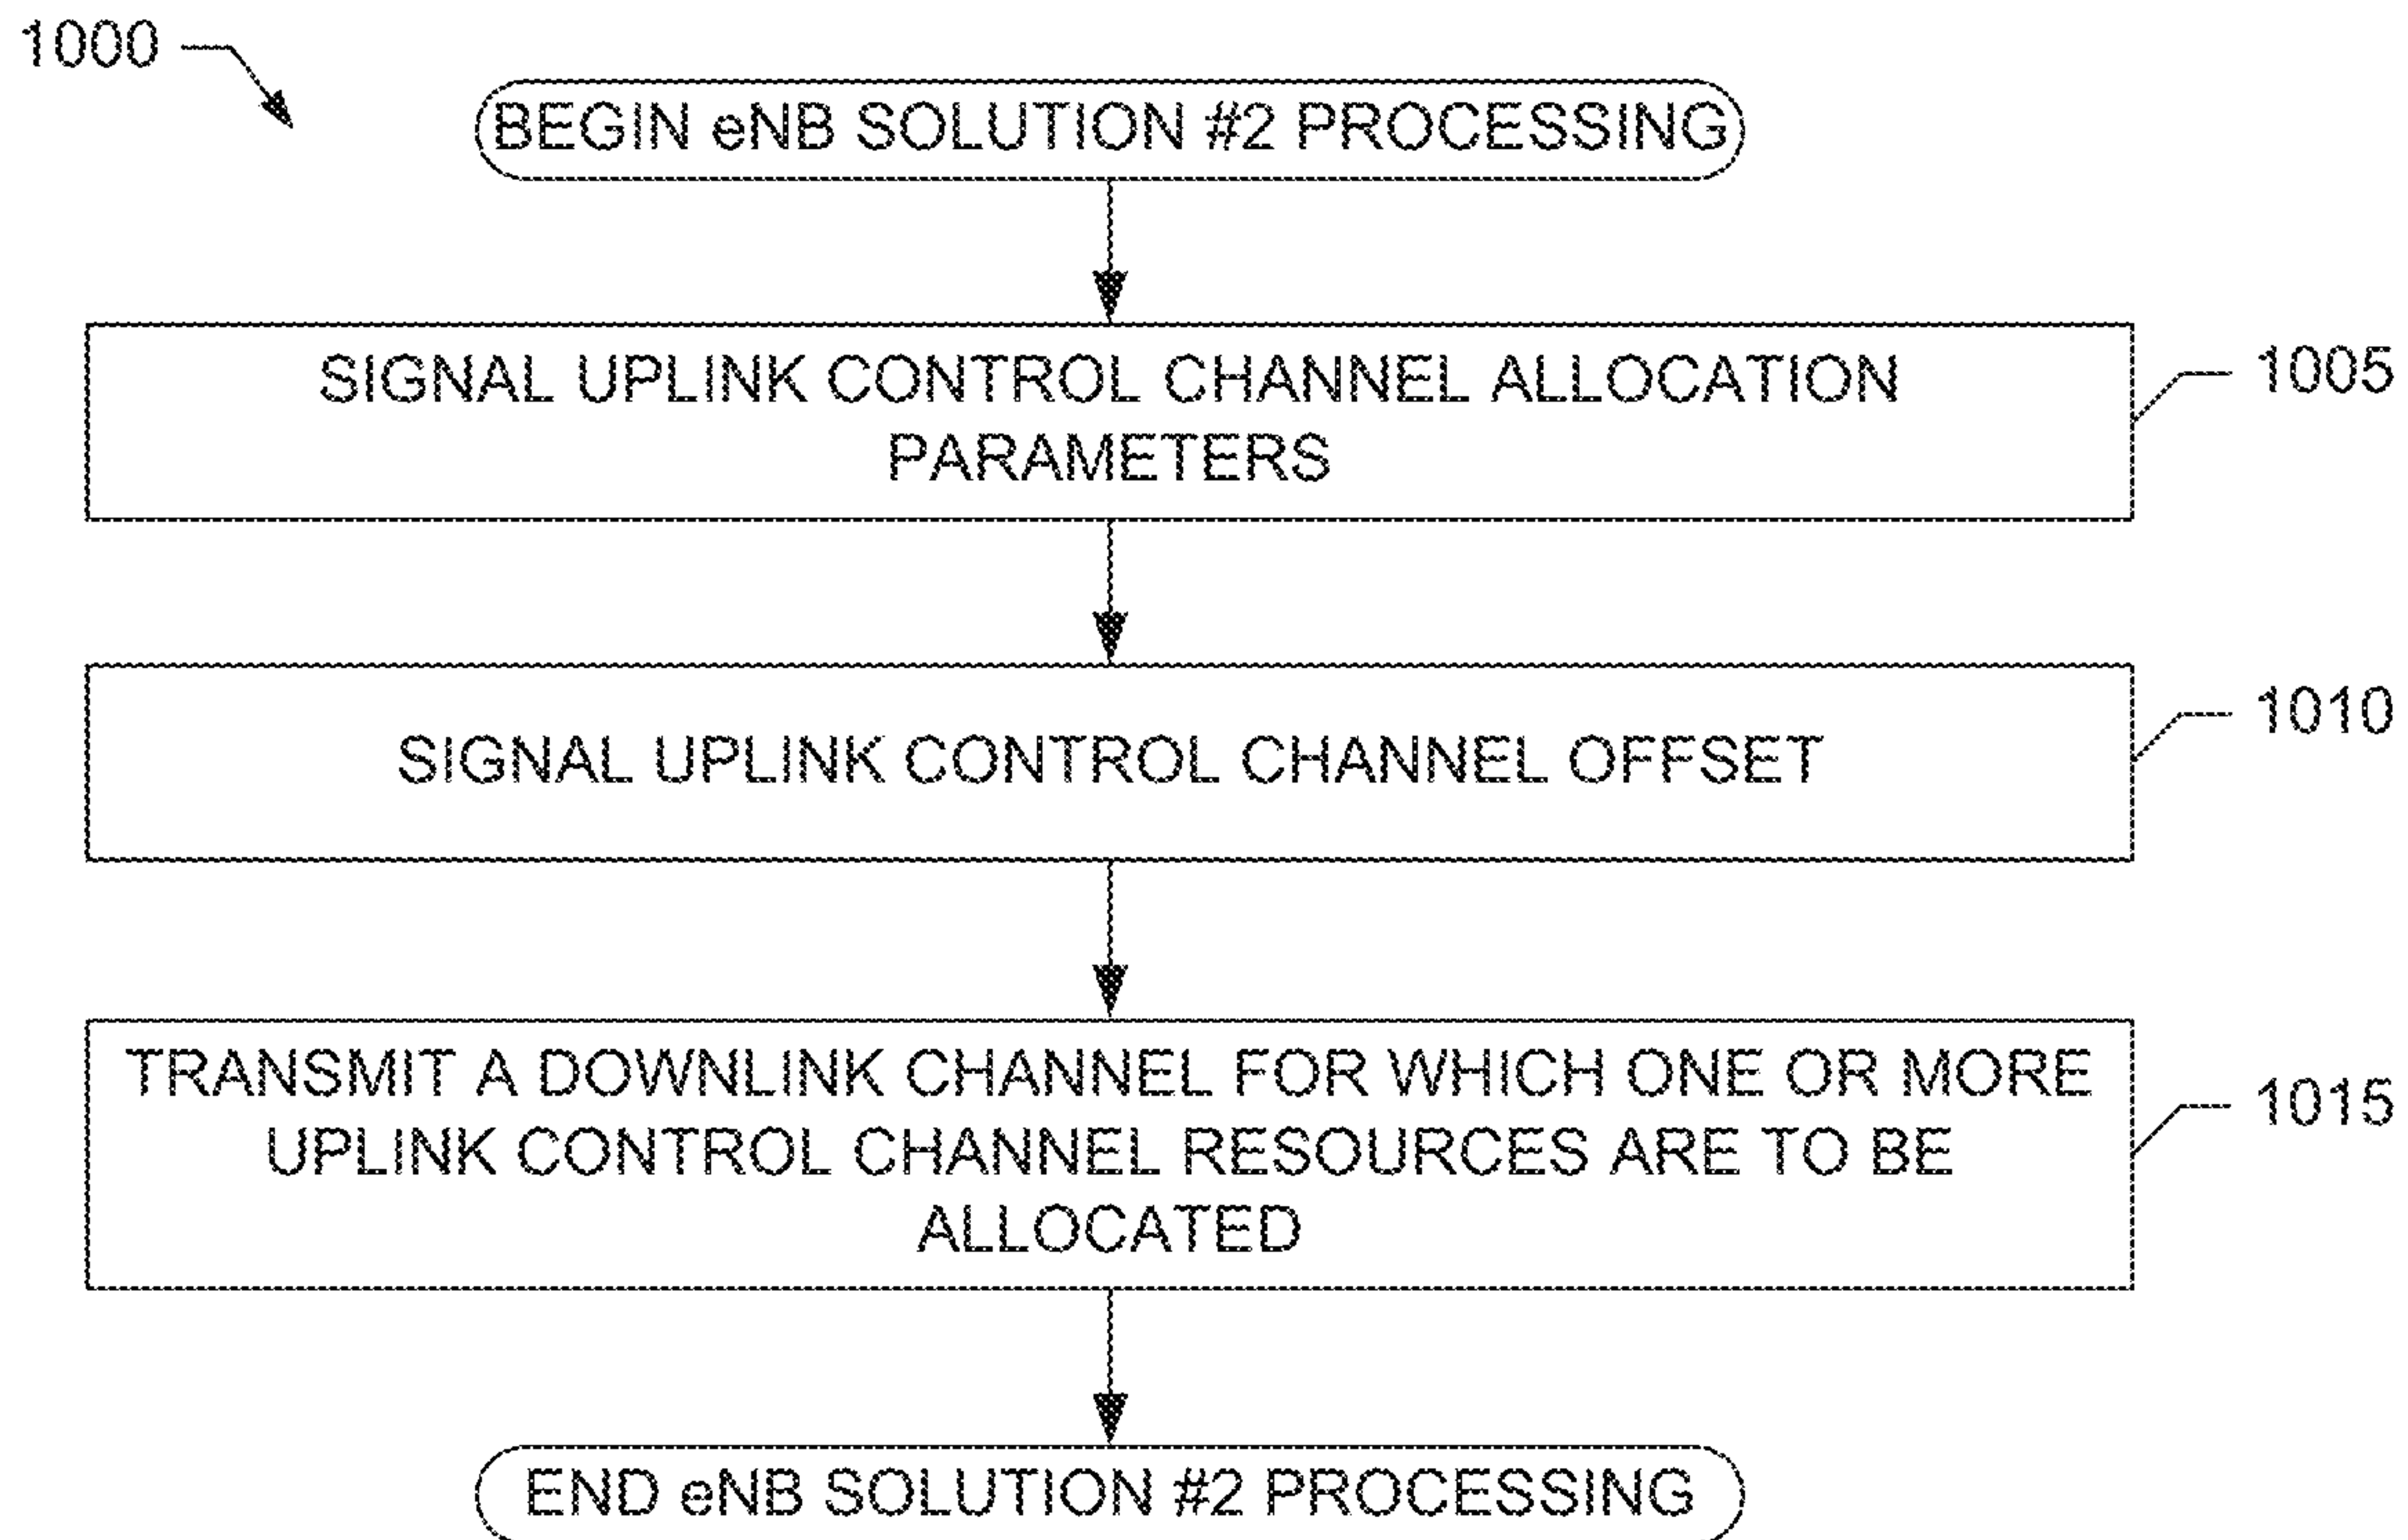 1000
BEGIN eNB SOLUTION #2 PROCESSING
SIGNAL UPLINK CONTROL CHANNEL ALLOCATION
PARAMETERS
1005
SIGNAL UPLINK CONTROL CHANNEL OFFSET
1010
TRANSMIT A DOWNLINK CHANNEL FOR WHICH ONE OR MORE
UPLINK CONTROL CHANNEL RESOURCES ARE TO BE
ALLOCATED
1015
END eNB SOLUTION #2 PROCESSING